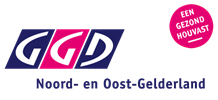 GGD
EEN
GEZOND
HOUVAST
Noord- en Oost-Gelderland